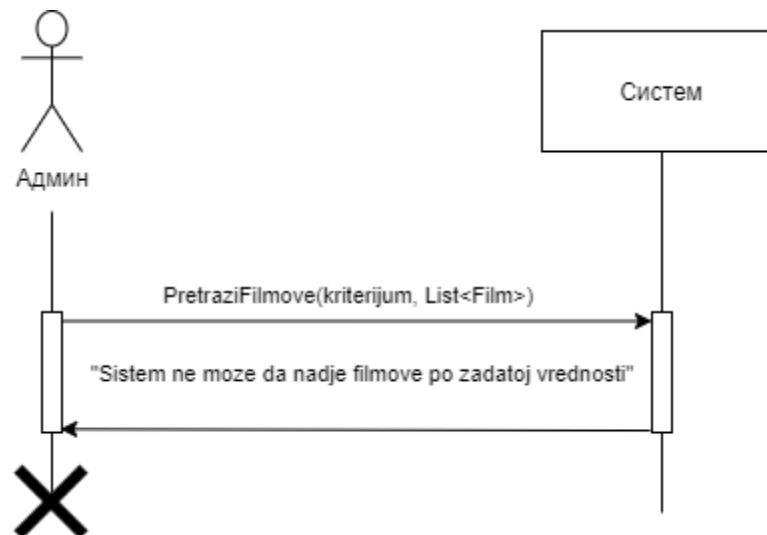 Систем
Админ
PretraziFilmove(kriterijum, List<Film>)
"Sistem ne moze da nadje filmove po zadatoj vrednosti"